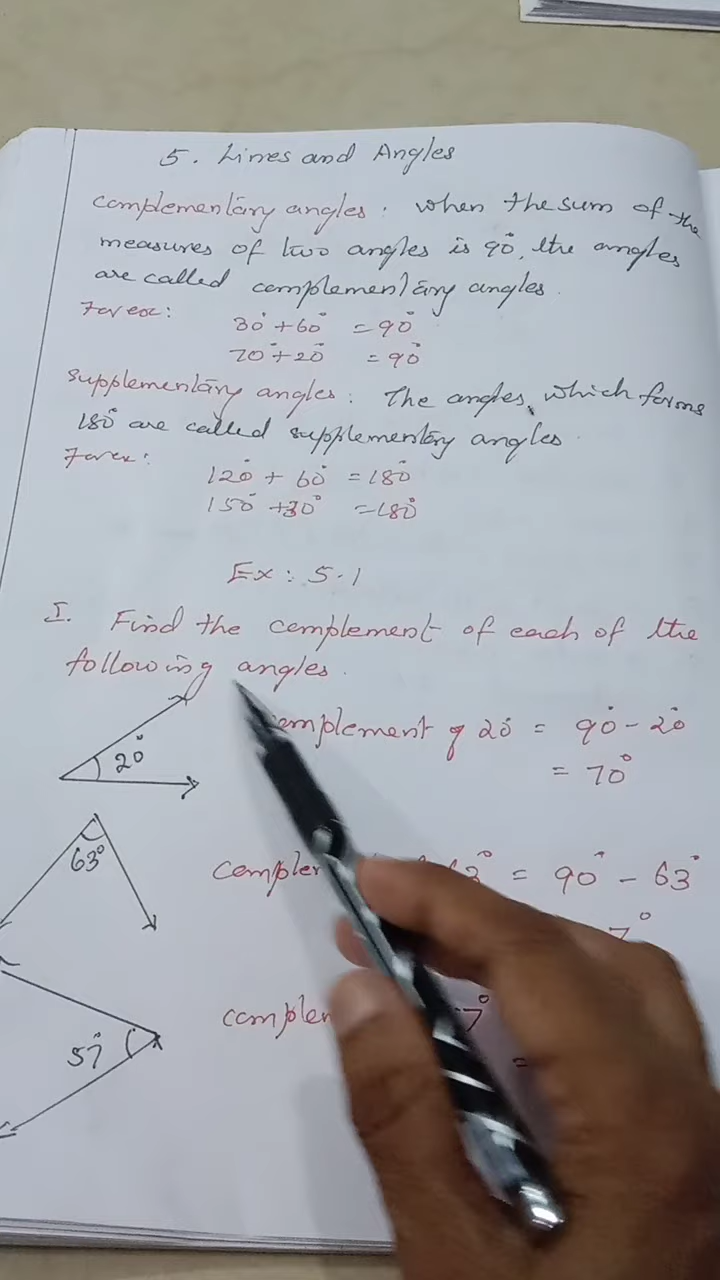 5. Lines and Angles
complementary angles: when the sum of the
measures of two angles is 90°, the angles
are called complementary angles.
For ex:
30° + 60° = 90°
70° + 20° = 90°
Supplementary angles: The angles, which forms
180° are called supplementary angles.
For ex:
120° + 60° = 180°
150° + 30° = 180°
Ex: 5.1
I. Find the complement of each of the
following angles.
20°
complement of 20° = 90° - 20°
= 70°
63°
63° = 90° - 63°
7°
57°
7°
=